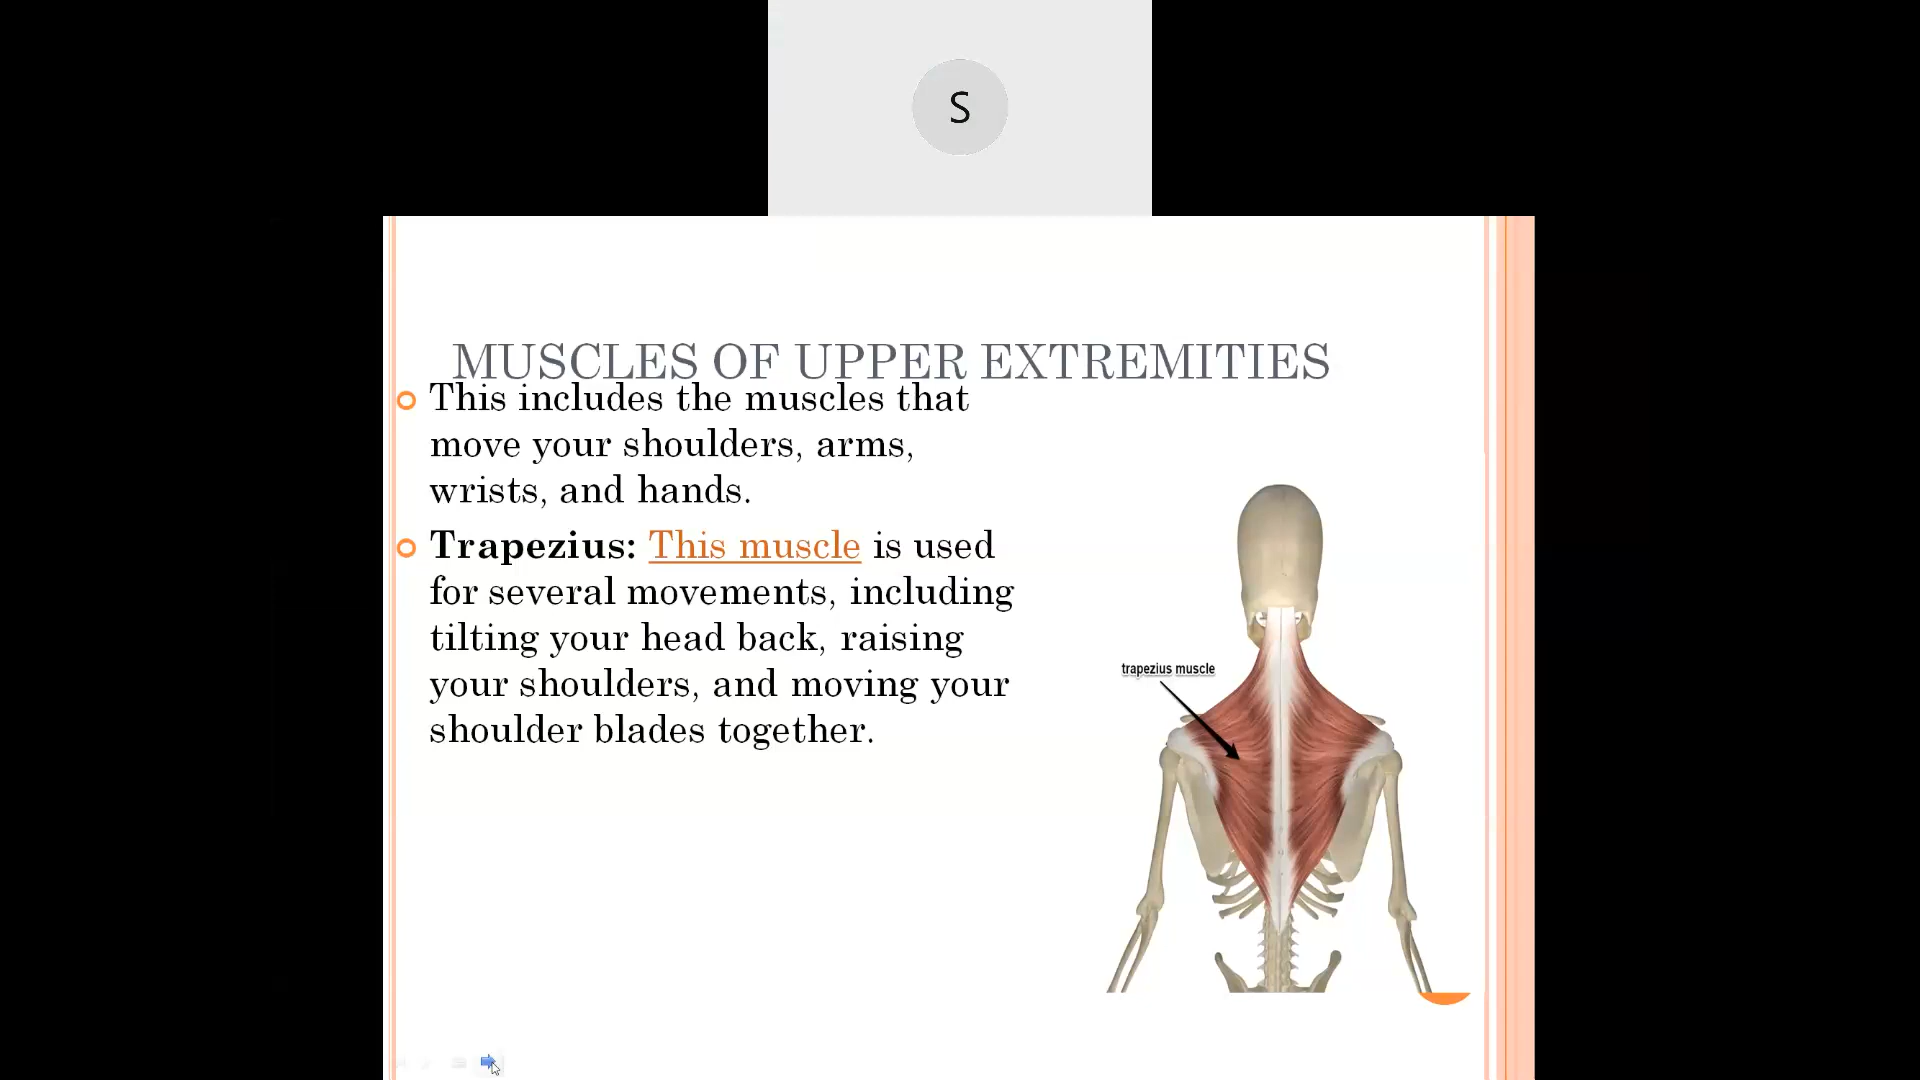 S
MUSCLES OF UPPER EXTREMITIES
This includes the muscles that
move your shoulders, arms,
wrists, and hands.
Trapezius: This muscle is used
for several movements, including
tilting your head back, raising
your shoulders, and moving your
shoulder blades together.
trapezius muscle